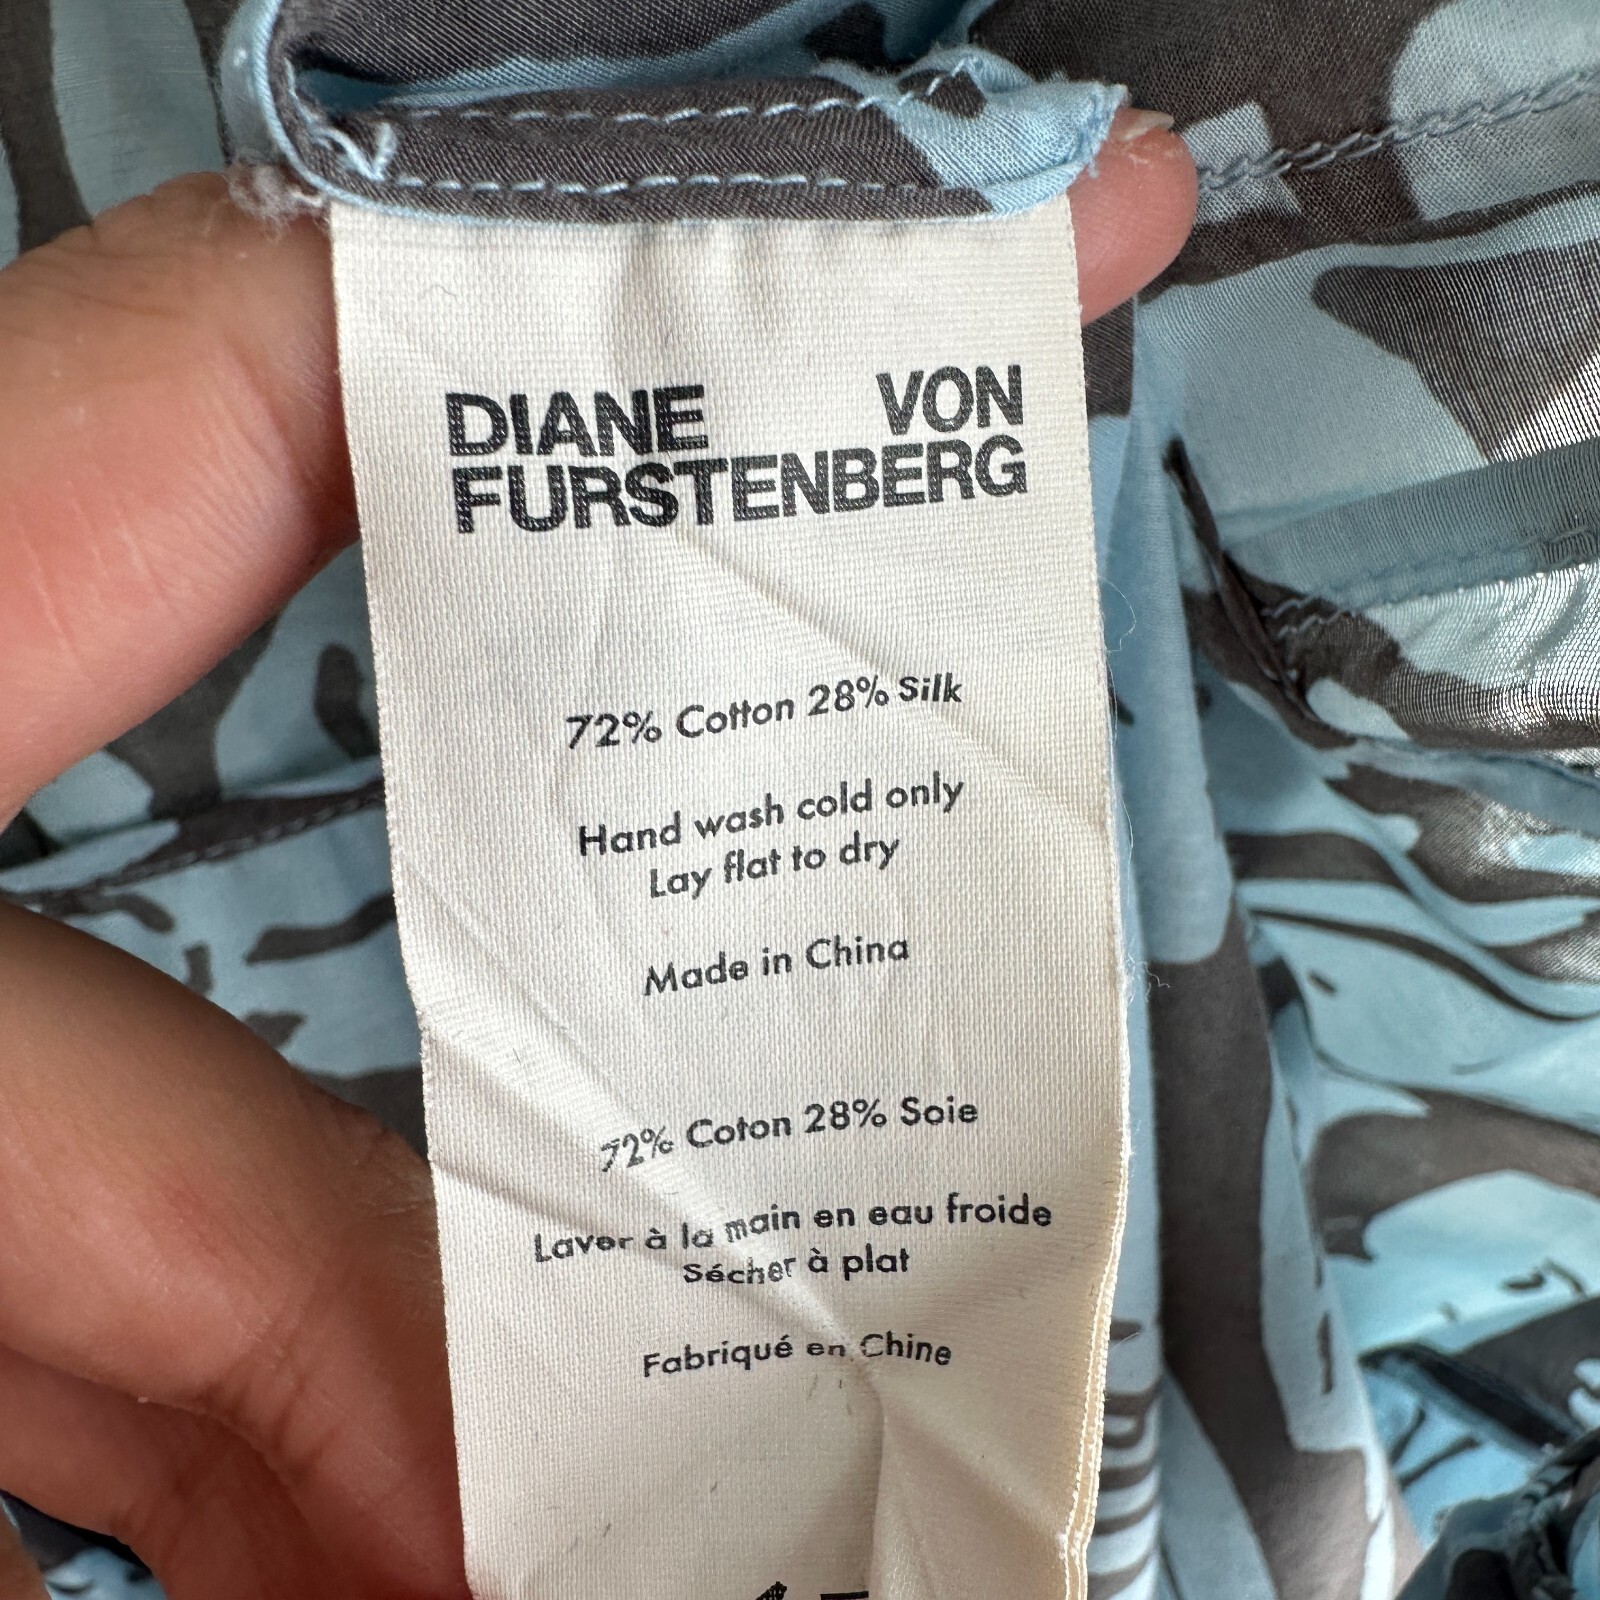 DIANE VON
FURSTENBERG
72% Cotton 28% Silk
Hand wash cold only
Lay flat to dry
Made in China
72% Coton 28% Soie
Laver à la main en eau froide
Sécher à plat
Fabriqué en Chine